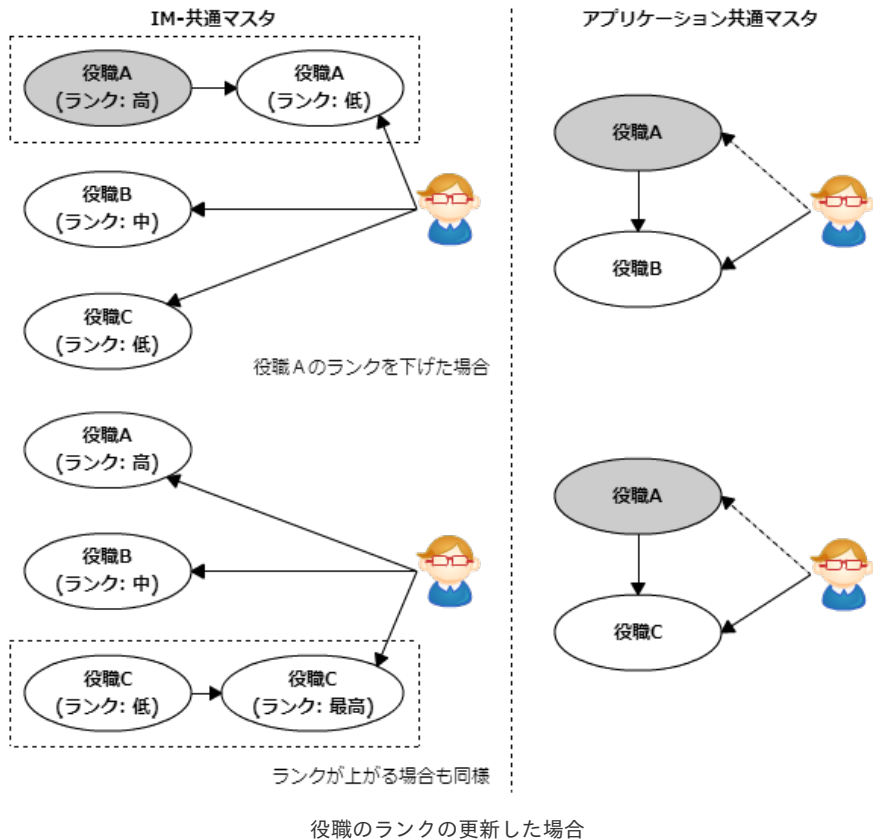 IM-共通マスタ
アプリケーション共通マスタ
役職A
(ランク: 高)
役職A
(ランク: 低)
役職B
(ランク: 中)
役職C
(ランク: 低)
役職A
役職B
役職Aのランクを下げた場合
役職A
(ランク: 高)
役職B
(ランク: 中)
役職C
(ランク: 低)
役職C
(ランク: 最高)
役職A
役職C
ランクが上がる場合も同様
役職のランクの更新した場合